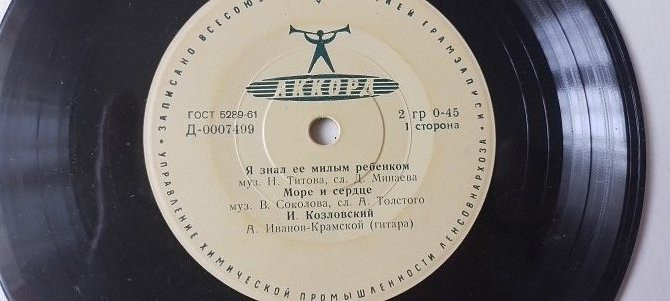 ЗАПИСАНО ВСЕСОЮЗ ЕЙ ГРАМЗАПИСИ
АККОРД
ГОСТ 5289-61
Д-0007499
2 гр 0-45
1 сторона
Я знал ее милым ребенком
муз. Н. Титова, сл. Д. Минаева
Море и сердце
муз. В. Соколова, сл. А. Толстого
И. Козловский
А. Иванов-Крамской (гитара)
УПРАВЛЕНИЕ ХИМИЧЕСКОЙ ПРОМЫШЛЕННОСТИ ЛЕНСОВНАРХОЗА